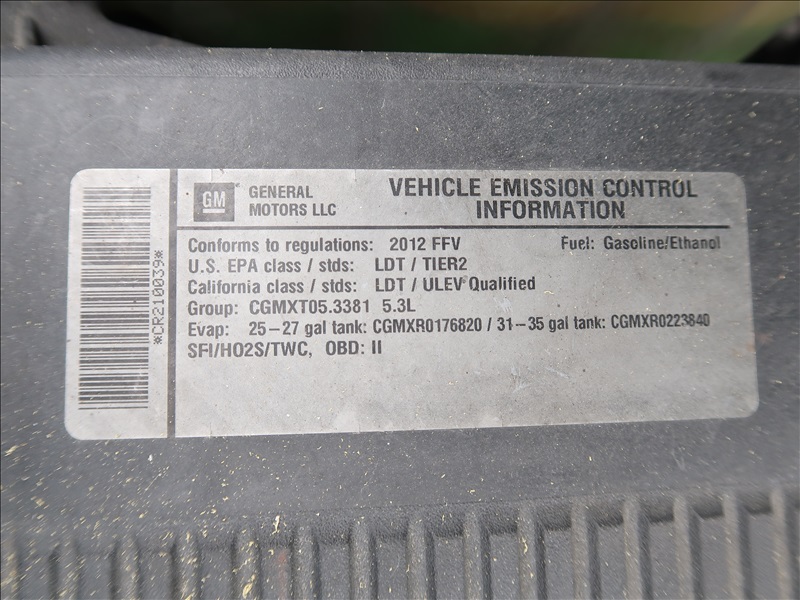 *CR210039*
GM
GENERAL
MOTORS LLC
VEHICLE EMISSION CONTROL
INFORMATION
Conforms to regulations: 2012 FFV Fuel: Gasoline/Ethanol
U.S. EPA class / stds: LDT / TIER2
California class / stds: LDT / ULEV Qualified
Group: CGMXT05.3381 5.3L
Evap: 25-27 gal tank: CGMXR0176820 / 31-35 gal tank: CGMXR0223840
SFI/HO2S/TWC, OBD: II